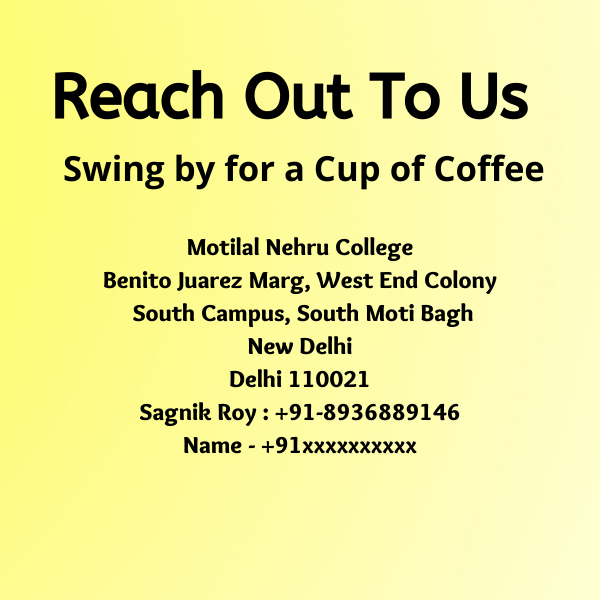 Reach Out To Us
Swing by for a Cup of Coffee
Motilal Nehru College
Benito Juarez Marg, West End Colony
South Campus, South Moti Bagh
New Delhi
Delhi 110021
Sagnik Roy : +91-8936889146
Name - +91xxxxxxxxxx